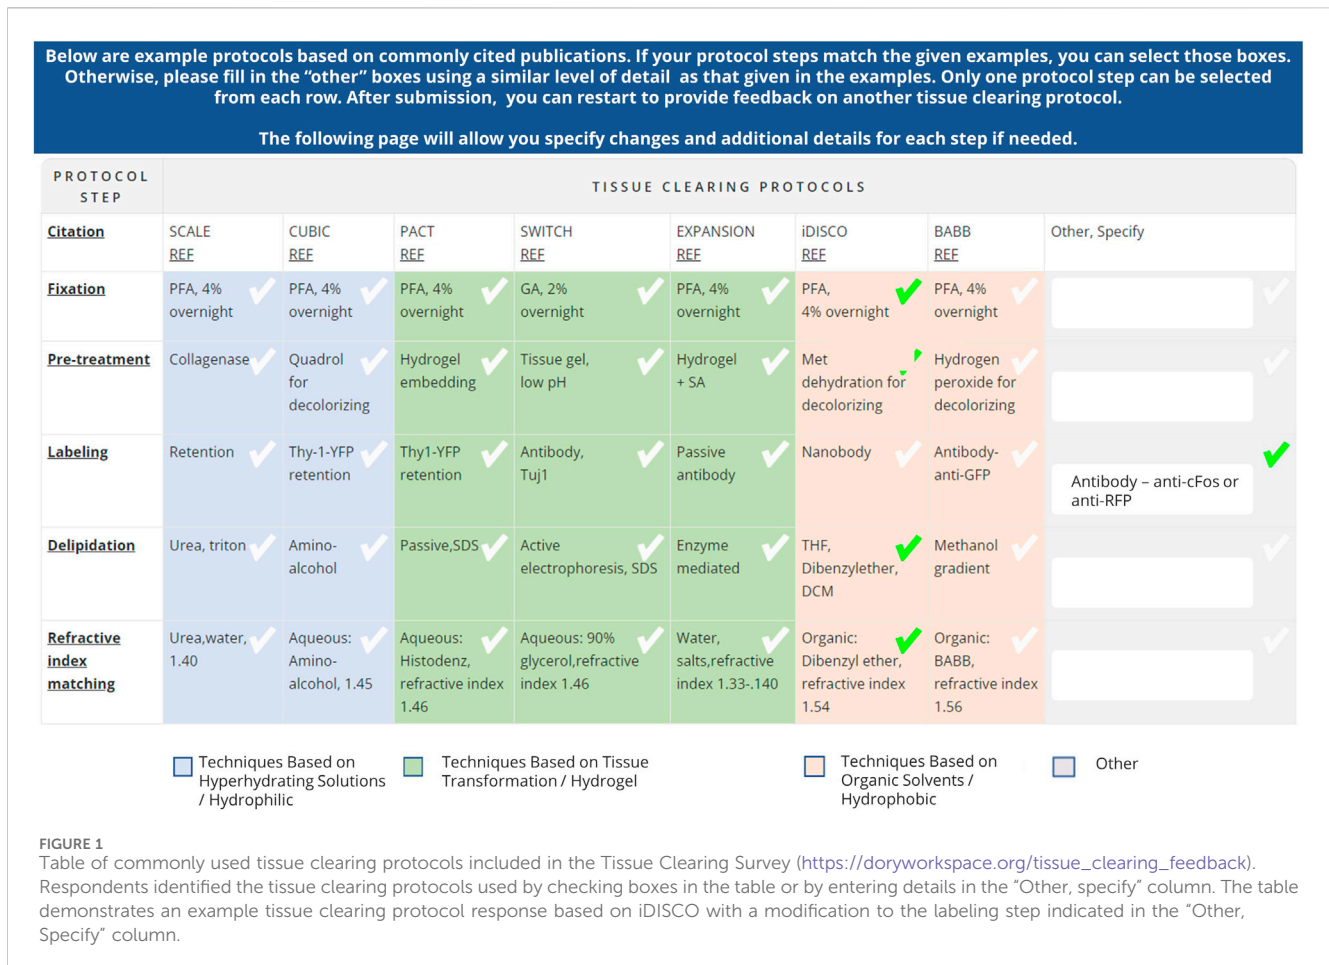 Below are example protocols based on commonly cited publications. If your protocol steps match the given examples, you can select those boxes.
Otherwise, please fill in the “other” boxes using a similar level of detail as that given in the examples. Only one protocol step can be selected
from each row. After submission, you can restart to provide feedback on another tissue clearing protocol.
The following page will allow you specify changes and additional details for each step if needed.
PROTOCOL
STEP
TISSUE CLEARING PROTOCOLS
Citation
SCALE
REF
CUBIC
REF
PACT
REF
SWITCH
REF
EXPANSION
REF
iDISCO
REF
BABB
REF
Other, Specify
Fixation
PFA, 4%
overnight
PFA, 4%
overnight
PFA, 4%
overnight
GA, 2%
overnight
PFA, 4%
overnight
PFA,
4% overnight
PFA, 4%
overnight
Pre-treatment
Collagenase
Quadrol
for
decolorizing
Hydrogel
embedding
Tissue gel,
low pH
Hydrogel
+ SA
Met
dehydration for
decolorizing
Hydrogen
peroxide for
decolorizing
Labeling
Retention
Thy-1-YFP
retention
Thy1-YFP
retention
Antibody,
Tuj1
Passive
antibody
Nanobody
Antibody-
anti-GFP
Antibody – anti-cFos or
anti-RFP
Delipidation
Urea, triton
Amino-
alcohol
Passive,SDS
Active
electrophoresis, SDS
Enzyme
mediated
THF,
Dibenzylether,
DCM
Methanol
gradient
Refractive
index
matching
Urea,water,
1.40
Aqueous:
Amino-
alcohol, 1.45
Aqueous:
Histodenz,
refractive index
1.46
Aqueous: 90%
glycerol,refractive
index 1.46
Water,
salts,refractive
index 1.33-.140
Organic:
Dibenzyl ether,
refractive index
1.54
Organic:
BABB,
refractive index
1.56
Techniques Based on
Hyperhydrating Solutions
/ Hydrophilic
Techniques Based on Tissue
Transformation / Hydrogel
Techniques Based on
Organic Solvents /
Hydrophobic
Other
FIGURE 1
Table of commonly used tissue clearing protocols included in the Tissue Clearing Survey (https://doryworkspace.org/tissue_clearing_feedback).
Respondents identified the tissue clearing protocols used by checking boxes in the table or by entering details in the “Other, specify” column. The table
demonstrates an example tissue clearing protocol response based on iDISCO with a modification to the labeling step indicated in the “Other,
Specify” column.